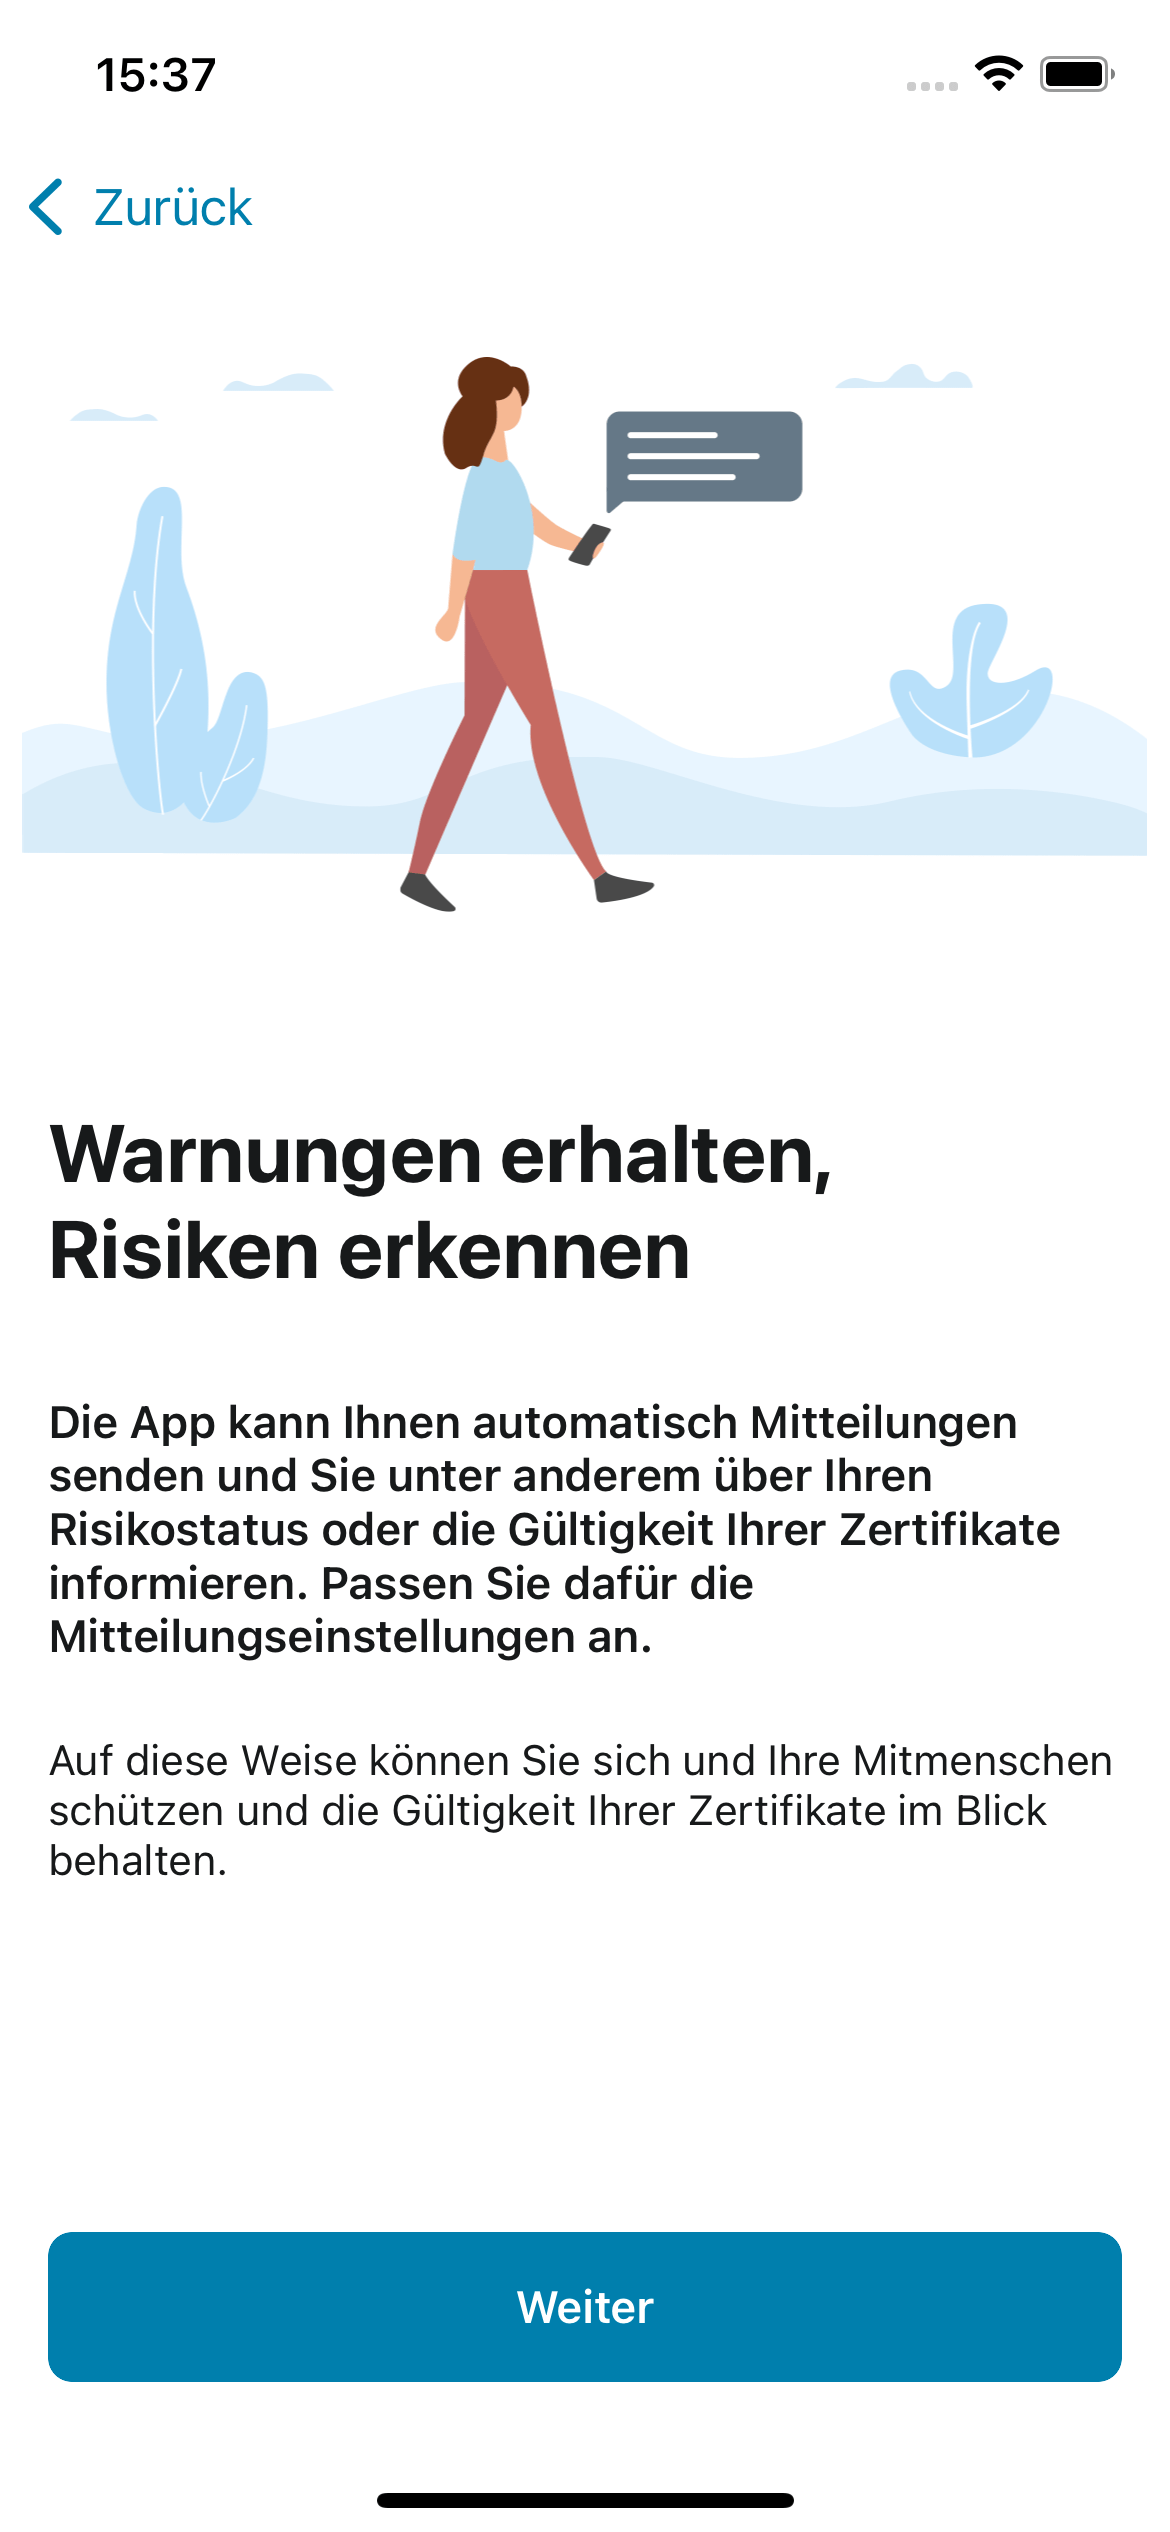 15:37
Zurück
Warnungen erhalten,
Risiken erkennen
Die App kann Ihnen automatisch Mitteilungen
senden und Sie unter anderem über Ihren
Risikostatus oder die Gültigkeit Ihrer Zertifikate
informieren. Passen Sie dafür die
Mitteilungseinstellungen an.
Auf diese Weise können Sie sich und Ihre Mitmenschen
schützen und die Gültigkeit Ihrer Zertifikate im Blick
behalten.
Weiter